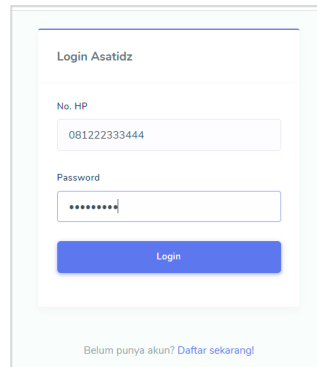 Login Asatidz
No. HP
081222333444
Password
•••••••••
Login
Belum punya akun? Daftar sekarang!